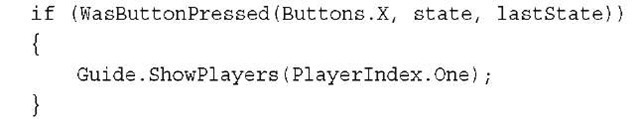 if (WasButtonPressed(Buttons.X, state, lastState))
{
    Guide.ShowPlayers(PlayerIndex.One);
}